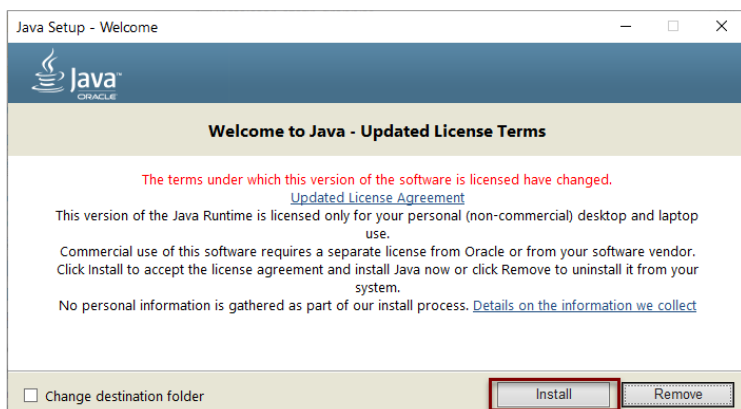 Java Setup - Welcome
Java™
ORACLE
Welcome to Java - Updated License Terms
The terms under which this version of the software is licensed have changed.
Updated License Agreement
This version of the Java Runtime is licensed only for your personal (non-commercial) desktop and laptop
use.
Commercial use of this software requires a separate license from Oracle or from your software vendor.
Click Install to accept the license agreement and install Java now or click Remove to uninstall it from your
system.
No personal information is gathered as part of our install process. Details on the information we collect
Change destination folder
Install
Remove